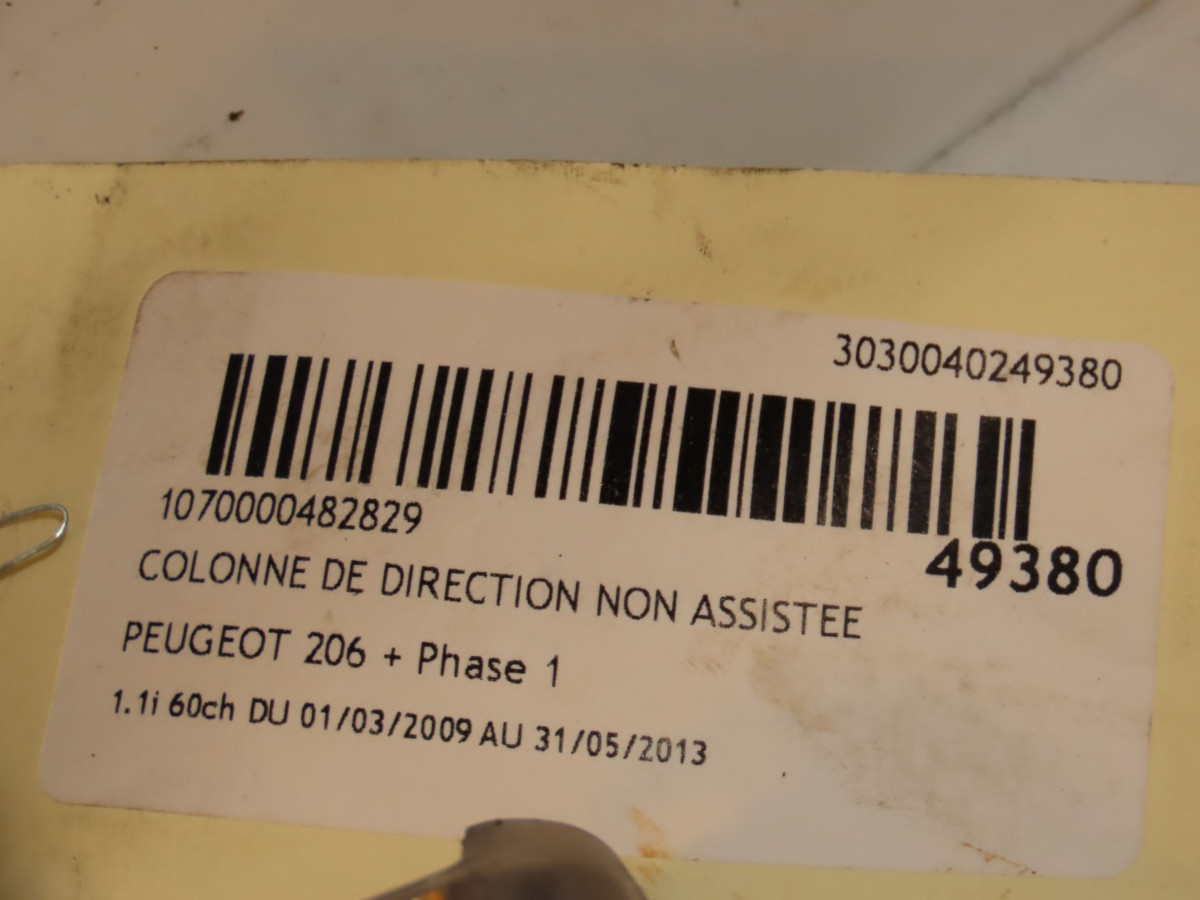 3030040249380
1070000482829
49380
COLONNE DE DIRECTION NON ASSISTEE
PEUGEOT 206 + Phase 1
1.1i 60ch DU 01/03/2009 AU 31/05/2013